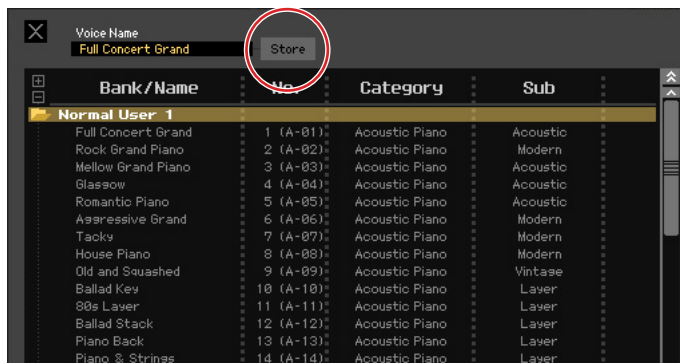 Voice Name
Full Concert Grand Store
Bank/Name No. Category Sub
Normal User 1
Full Concert Grand 1 (A-01) Acoustic Piano Acoustic
Rock Grand Piano 2 (A-02) Acoustic Piano Modern
Mellow Grand Piano 3 (A-03) Acoustic Piano Acoustic
Glasgow 4 (A-04) Acoustic Piano Acoustic
Romantic Piano 5 (A-05) Acoustic Piano Acoustic
Aggressive Grand 6 (A-06) Acoustic Piano Modern
Tacky 7 (A-07) Acoustic Piano Modern
House Piano 8 (A-08) Acoustic Piano Modern
Old and Squashed 9 (A-09) Acoustic Piano Vintage
Ballad Key 10 (A-10) Acoustic Piano Layer
80s Layer 11 (A-11) Acoustic Piano Layer
Ballad Stack 12 (A-12) Acoustic Piano Layer
Piano Back 13 (A-13) Acoustic Piano Layer
Piano & Strings 14 (A-14) Acoustic Piano Layer